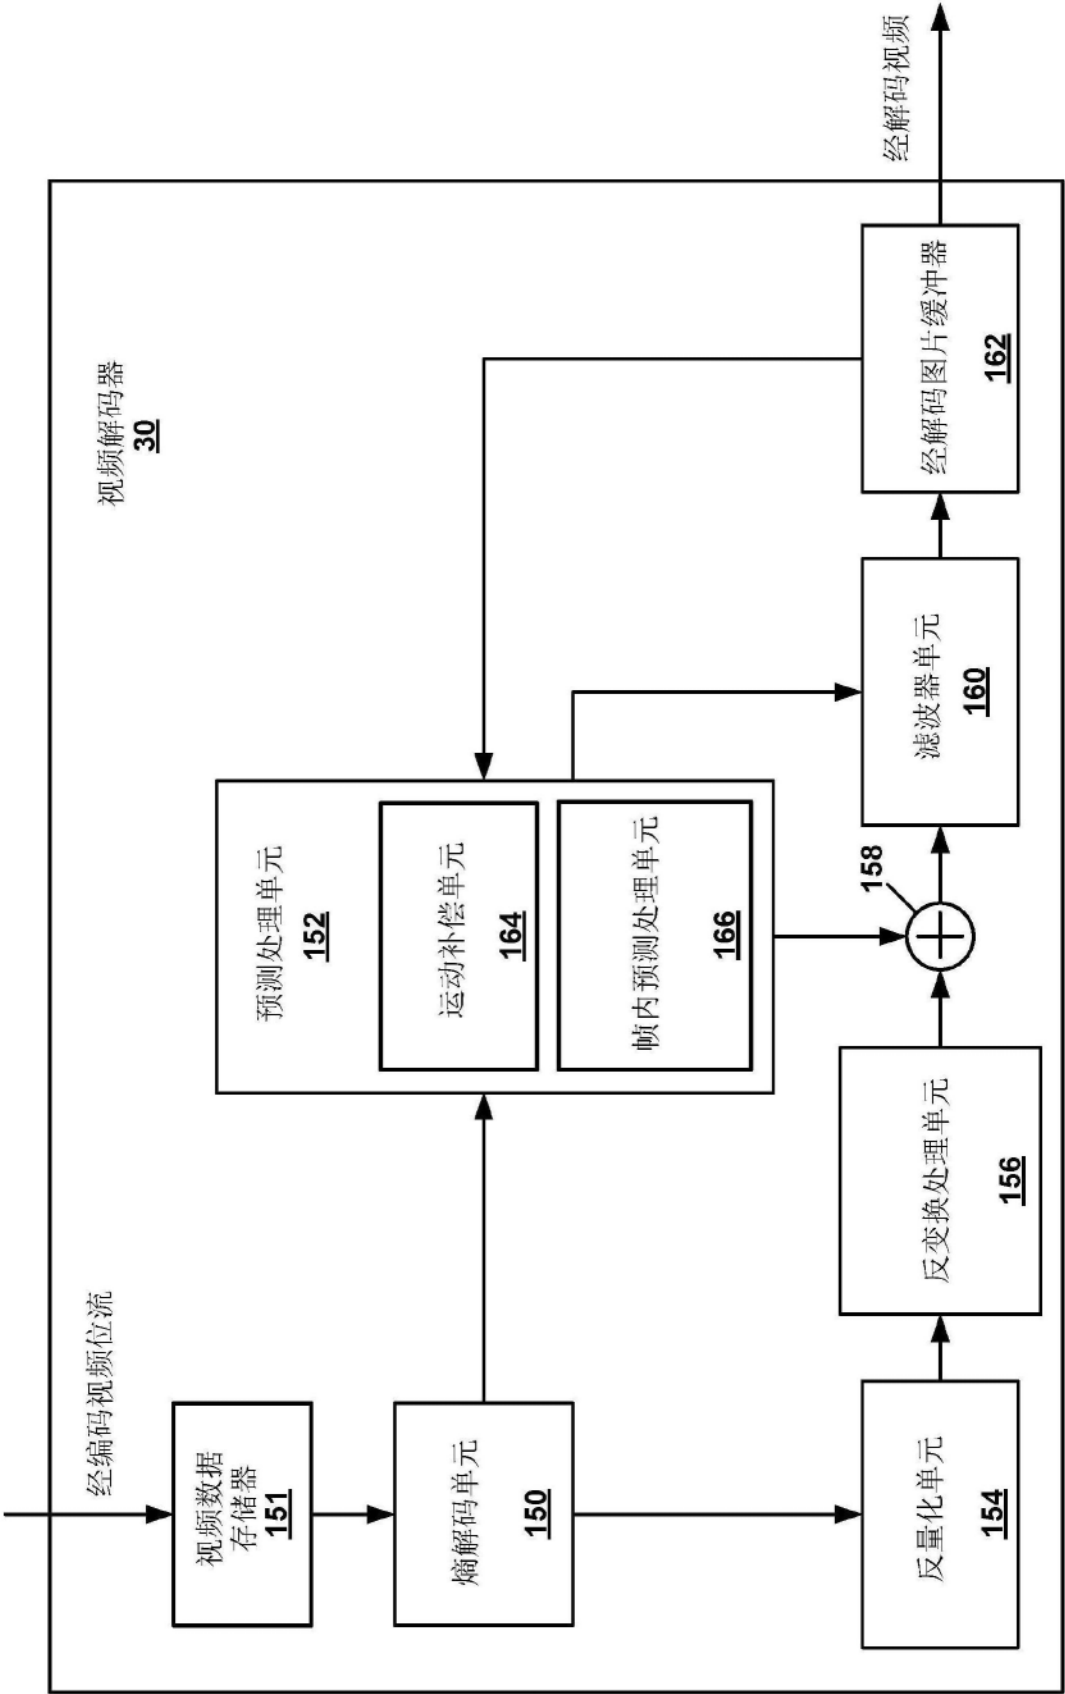 视频解码器
30
经编码视频位流
视频数据
存储器
151
熵解码单元
150
预测处理单元
152
运动补偿单元
164
帧内预测处理单元
166
反量化单元
154
反变换处理单元
156
158
滤波器单元
160
经解码图片缓冲器
162
经解码视频